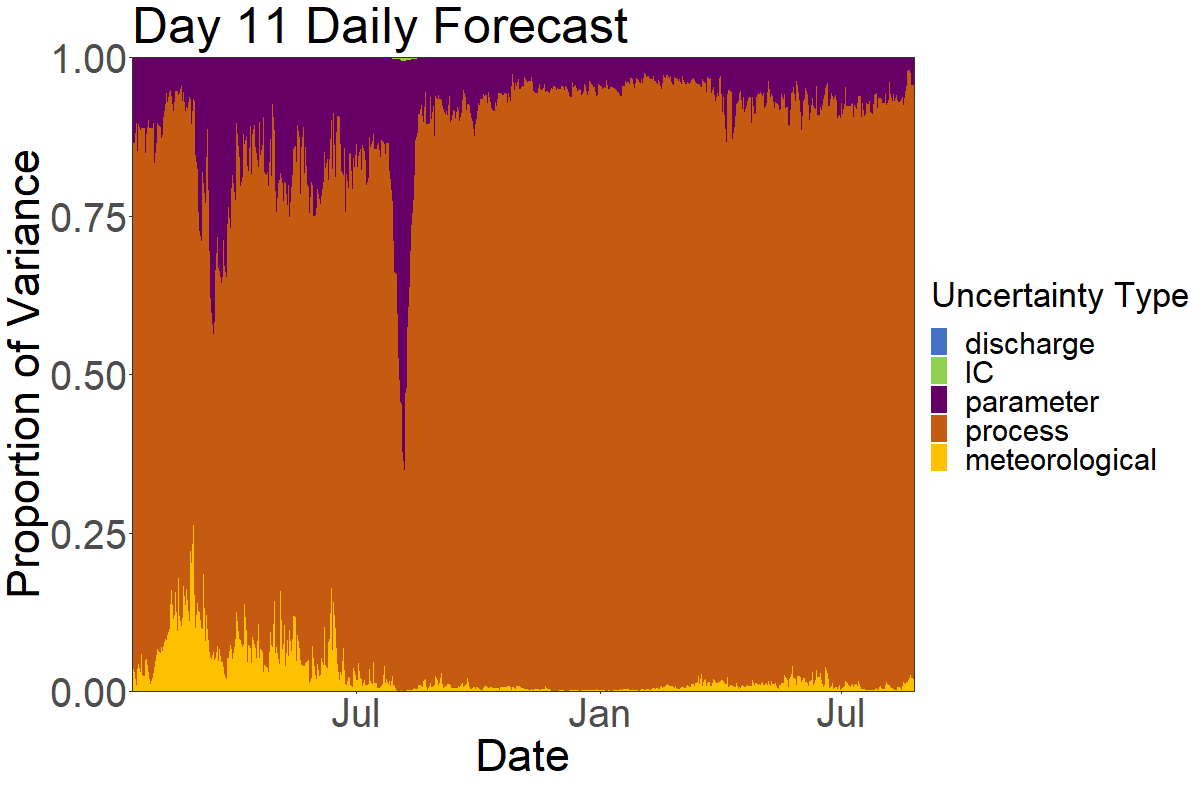 Day 11 Daily Forecast
1.00
0.75
0.50
0.25
0.00
Proportion of Variance
Jul
Jan
Jul
Date
Uncertainty Type
discharge
IC
parameter
process
meteorological